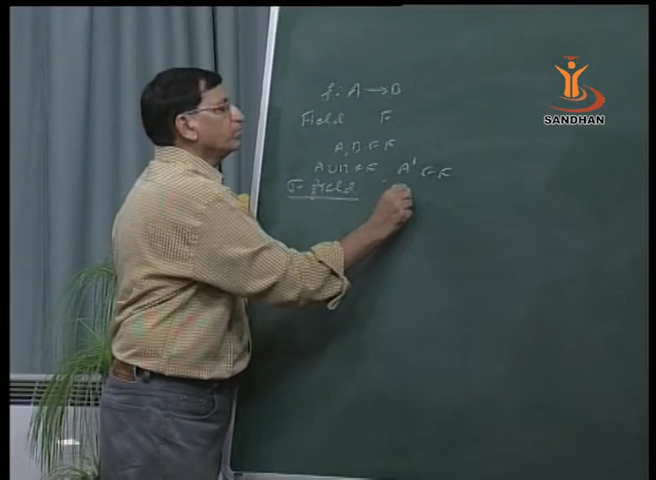 SANDHAN
f: A → B
Field F
A, B ∈ F
A ∪ B ∈ F A' ∈ F
σ-field